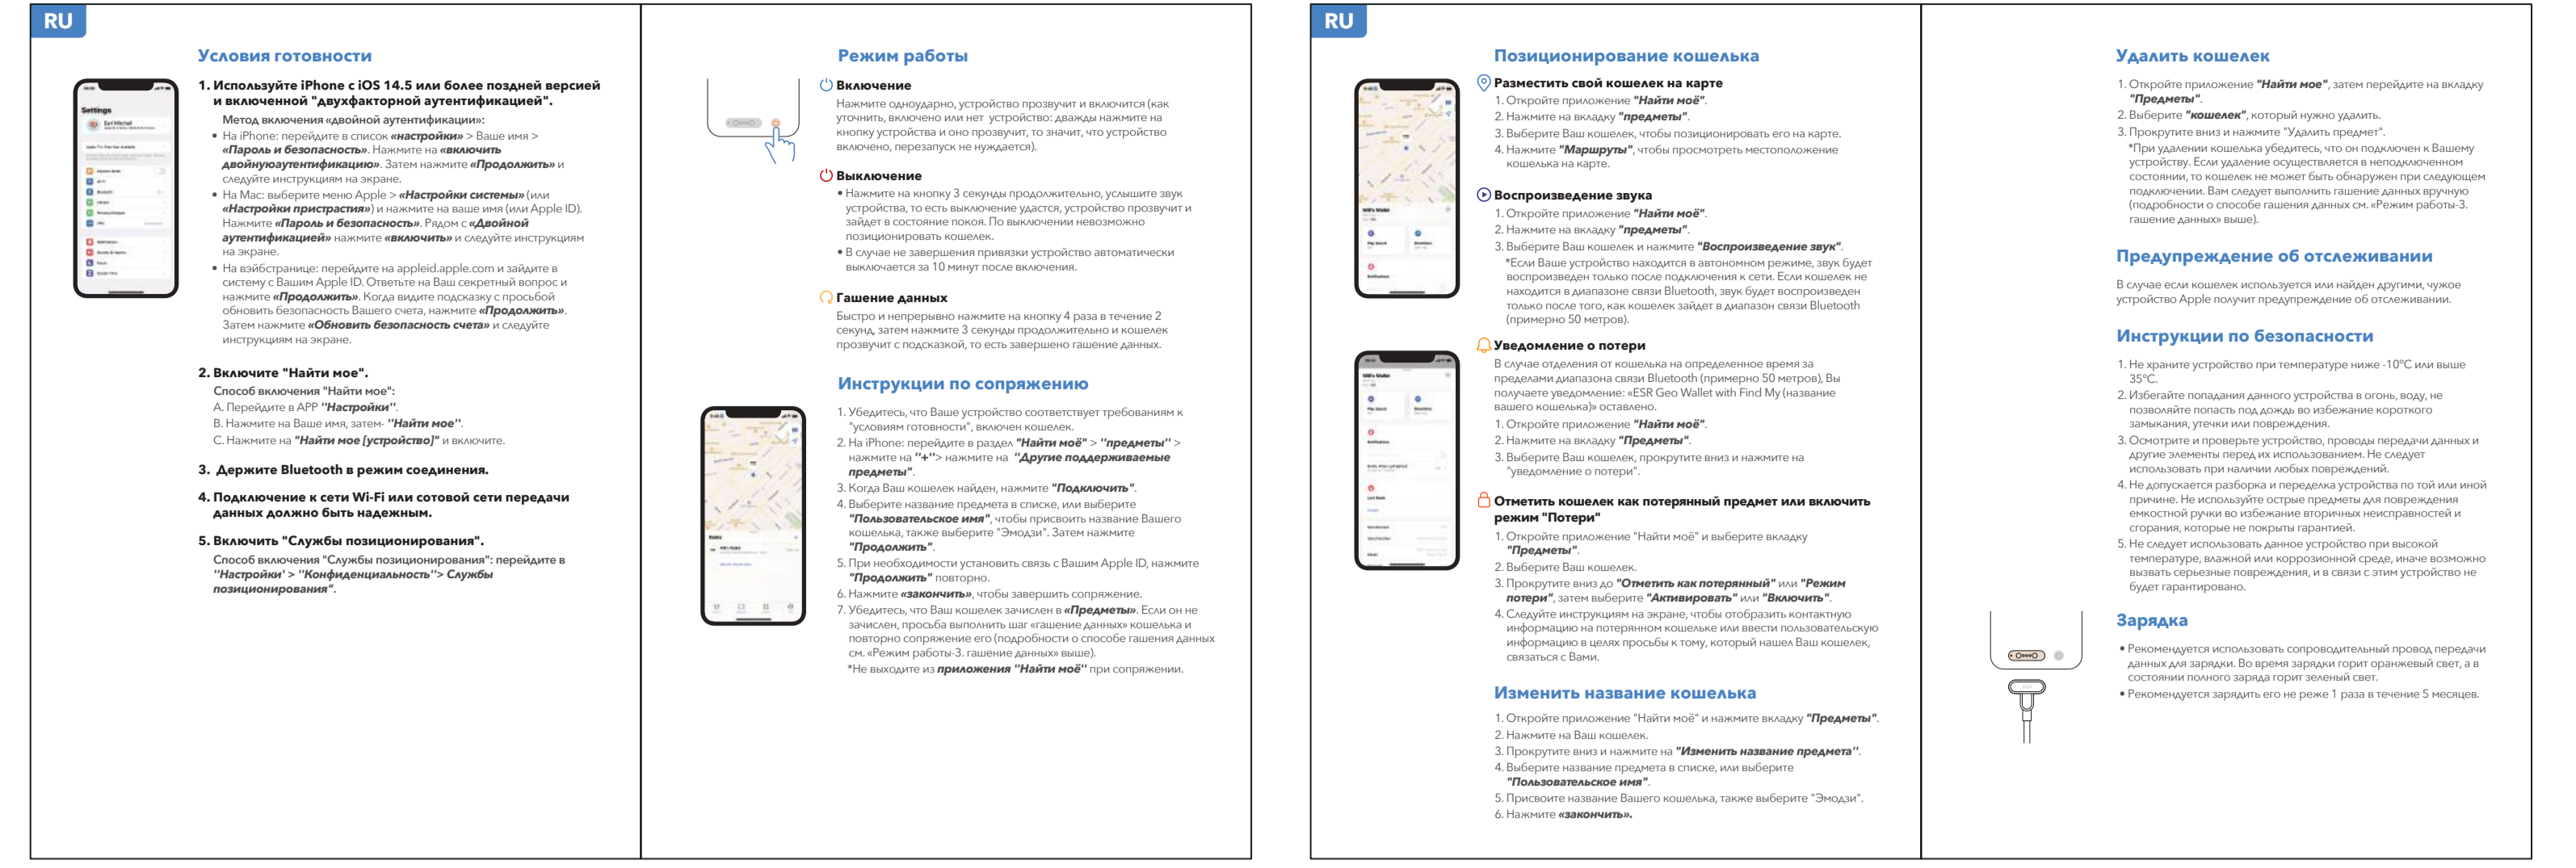 RU
Условия готовности
1. Используйте iPhone с iOS 14.5 или более поздней версией
и включенной "двухфакторной аутентификацией".
Метод включения «двойной аутентификации»:
• На iPhone: перейдите в список «настройки» > Ваше имя >
«Пароль и безопасность». Нажмите на «включить
двойнуюаутентификацию». Затем нажмите «Продолжить» и
следуйте инструкциям на экране.
• На Mac: выберите меню Apple > «Настройки системы» (или
«Настройки пристрастия») и нажмите на ваше имя (или Apple ID).
Нажмите «Пароль и безопасность». Рядом с «Двойной
аутентификацией» нажмите «включить» и следуйте инструкциям
на экране.
• На вэйбстранице: перейдите на appleid.apple.com и зайдите в
систему с Вашим Apple ID. Ответьте на Ваш секретный вопрос и
нажмите «Продолжить». Когда видите подсказку с просьбой
обновить безопасность Вашего счета, нажмите «Продолжить».
Затем нажмите «Обновить безопасность счета» и следуйте
инструкциям на экране.
2. Включите "Найти мое".
Способ включения "Найти мое":
A. Перейдите в APP "Настройки".
B. Нажмите на Ваше имя, затем- "Найти мое".
C. Нажмите на "Найти мое [устройство]" и включите.
3. Держите Bluetooth в режим соединения.
4. Подключение к сети Wi-Fi или сотовой сети передачи
данных должно быть надежным.
5. Включить "Службы позиционирования".
Способ включения "Службы позиционирования": перейдите в
"Настройки' > "Конфиденциальность"> Службы
позиционирования".
Settings
Earl Mitchell
Режим работы
Включение
Нажмите одноударно, устройство прозвучит и включится (как
уточнить, включено или нет устройство: дважды нажмите на
кнопку устройства и оно прозвучит, то значит, что устройство
включено, перезапуск не нуждается).
Выключение
• Нажмите на кнопку 3 секунды продолжительно, услышите звук
устройства, то есть выключение удастся, устройство прозвучит и
зайдет в состояние покоя. По выключении невозможно
позиционировать кошелек.
• В случае не завершения привязки устройство автоматически
выключается за 10 минут после включения.
Гашение данных
Быстро и непрерывно нажмите на кнопку 4 раза в течение 2
секунд, затем нажмите 3 секунды продолжительно и кошелек
прозвучит с подсказкой, то есть завершено гашение данных.
Инструкции по сопряжению
1. Убедитесь, что Ваше устройство соответствует требованиям к
"условиям готовности", включен кошелек.
2. На iPhone: перейдите в раздел "Найти моё" > "предметы" >
нажмите на "+"> нажмите на "Другие поддерживаемые
предметы".
3. Когда Ваш кошелек найден, нажмите "Подключить".
4. Выберите название предмета в списке, или выберите
"Пользовательское имя", чтобы присвоить название Вашего
кошелька, также выберите "Эмодзи". Затем нажмите
"Продолжить".
5. При необходимости установить связь с Вашим Apple ID, нажмите
"Продолжить" повторно.
6. Нажмите «закончить», чтобы завершить сопряжение.
7. Убедитесь, что Ваш кошелек зачислен в «Предметы». Если он не
зачислен, просьба выполнить шаг «гашение данных» кошелька и
повторно сопряжение его (подробности о способе гашения данных
см. «Режим работы-3. гашение данных» выше).
*Не выходите из приложения "Найти моё" при сопряжении.
RU
Позиционирование кошелька
Разместить свой кошелек на карте
1. Откройте приложение "Найти моё".
2. Нажмите на вкладку "предметы".
3. Выберите Ваш кошелек, чтобы позиционировать его на карте.
4. Нажмите "Маршруты", чтобы просмотреть местоположение
кошелька на карте.
Воспроизведение звука
1. Откройте приложение "Найти моё".
2. Нажмите на вкладку "предметы".
3. Выберите Ваш кошелек и нажмите "Воспроизведение звук".
*Если Ваше устройство находится в автономном режиме, звук будет
воспроизведен только после подключения к сети. Если кошелек не
находится в диапазоне связи Bluetooth, звук будет воспроизведен
только после того, как кошелек зайдет в диапазон связи Bluetooth
(примерно 50 метров).
Уведомление о потери
В случае отделения от кошелька на определенное время за
пределами диапазона связи Bluetooth (примерно 50 метров), Вы
получаете уведомление: «ESR Geo Wallet with Find My (название
вашего кошелька)» оставлено.
1. Откройте приложение "Найти моё".
2. Нажмите на вкладку "Предметы".
3. Выберите Ваш кошелек, прокрутите вниз и нажмите на
"уведомление о потери".
Отметить кошелек как потерянный предмет или включить
режим "Потери"
1. Откройте приложение "Найти моё" и выберите вкладку
"Предметы".
2. Выберите Ваш кошелек.
3. Прокрутите вниз до "Отметить как потерянный" или "Режим
потери", затем выберите "Активировать" или "Включить".
4. Следуйте инструкциям на экране, чтобы отобразить контактную
информацию на потерянном кошельке или ввести пользовательскую
информацию в целях просьбы к тому, который нашел Ваш кошелек,
связаться с Вами.
Изменить название кошелька
1. Откройте приложение "Найти моё" и нажмите вкладку "Предметы".
2. Нажмите на Ваш кошелек.
3. Прокрутите вниз и нажмите на "Изменить название предмета".
4. Выберите название предмета в списке, или выберите
"Пользовательское имя".
5. Присвоите название Вашего кошелька, также выберите "Эмодзи".
6. Нажмите «закончить».
Удалить кошелек
1. Откройте приложение "Найти мое", затем перейдите на вкладку
"Предметы".
2. Выберите "кошелек", который нужно удалить.
3. Прокрутите вниз и нажмите "Удалить предмет".
*При удалении кошелька убедитесь, что он подключен к Вашему
устройству. Если удаление осуществляется в неподключенном
состоянии, то кошелек не может быть обнаружен при следующем
подключении. Вам следует выполнить гашение данных вручную
(подробности о способе гашения данных см. «Режим работы-3.
гашение данных» выше).
Предупреждение об отслеживании
В случае если кошелек используется или найден другими, чужое
устройство Apple получит предупреждение об отслеживании.
Инструкции по безопасности
1. Не храните устройство при температуре ниже -10°C или выше
35°C.
2. Избегайте попадания данного устройства в огонь, воду, не
позволяйте попасть под дождь во избежание короткого
замыкания, утечки или повреждения.
3. Осмотрите и проверьте устройство, провода передачи данных и
другие элементы перед их использованием. Не следует
использовать при наличии любых повреждений.
4. Не допускается разборка и переделка устройства по той или иной
причине. Не используйте острые предметы для повреждения
емкостной ручки во избежание вторичных неисправностей и
сгорания, которые не покрыты гарантией.
5. Не следует использовать данное устройство при высокой
температуре, влажной или коррозионной среде, иначе возможно
вызвать серьезные повреждения, и в связи с этим устройство не
будет гарантировано.
Зарядка
• Рекомендуется использовать сопроводительный провод передачи
данных для зарядки. Во время зарядки горит оранжевый свет, а в
состоянии полного заряда горит зеленый свет.
• Рекомендуется зарядить его не реже 1 раза в течение 5 месяцев.